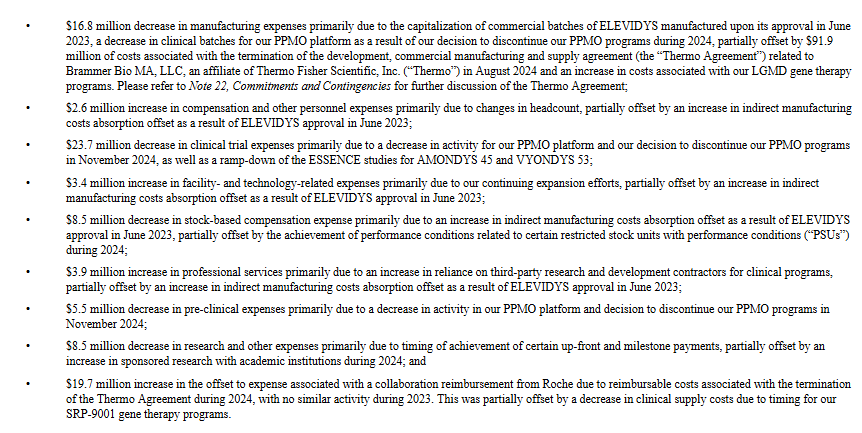 • $16.8 million decrease in manufacturing expenses primarily due to the capitalization of commercial batches of ELEVIDYS manufactured upon its approval in June
2023, a decrease in clinical batches for our PPMO platform as a result of our decision to discontinue our PPMO programs during 2024, partially offset by $91.9
million of costs associated with the termination of the development, commercial manufacturing and supply agreement (the “Thermo Agreement”) related to
Brammer Bio MA, LLC, an affiliate of Thermo Fisher Scientific, Inc. (“Thermo”) in August 2024 and an increase in costs associated with our LGMD gene therapy
programs. Please refer to Note 22, Commitments and Contingencies for further discussion of the Thermo Agreement;
• $2.6 million increase in compensation and other personnel expenses primarily due to changes in headcount, partially offset by an increase in indirect manufacturing
costs absorption offset as a result of ELEVIDYS approval in June 2023;
• $23.7 million decrease in clinical trial expenses primarily due to a decrease in activity for our PPMO platform and our decision to discontinue our PPMO programs
in November 2024, as well as a ramp-down of the ESSENCE studies for AMONDYS 45 and VYONDYS 53;
• $3.4 million increase in facility- and technology-related expenses primarily due to our continuing expansion efforts, partially offset by an increase in indirect
manufacturing costs absorption offset as a result of ELEVIDYS approval in June 2023;
• $8.5 million decrease in stock-based compensation expense primarily due to an increase in indirect manufacturing costs absorption offset as a result of ELEVIDYS
approval in June 2023, partially offset by the achievement of performance conditions related to certain restricted stock units with performance conditions (“PSUs”)
during 2024;
• $3.9 million increase in professional services primarily due to an increase in reliance on third-party research and development contractors for clinical programs,
partially offset by an increase in indirect manufacturing costs absorption offset as a result of ELEVIDYS approval in June 2023;
• $5.5 million decrease in pre-clinical expenses primarily due to a decrease in activity in our PPMO platform and decision to discontinue our PPMO programs in
November 2024;
• $8.5 million decrease in research and other expenses primarily due to timing of achievement of certain up-front and milestone payments, partially offset by an
increase in sponsored research with academic institutions during 2024; and
• $19.7 million increase in the offset to expense associated with a collaboration reimbursement from Roche due to reimbursable costs associated with the termination
of the Thermo Agreement during 2024, with no similar activity during 2023. This was partially offset by a decrease in clinical supply costs due to timing for our
SRP-9001 gene therapy programs.